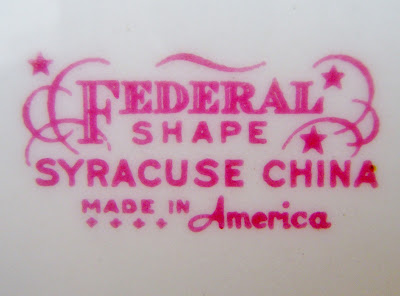 FEDERAL
SHAPE
SYRACUSE CHINA
MADE IN America